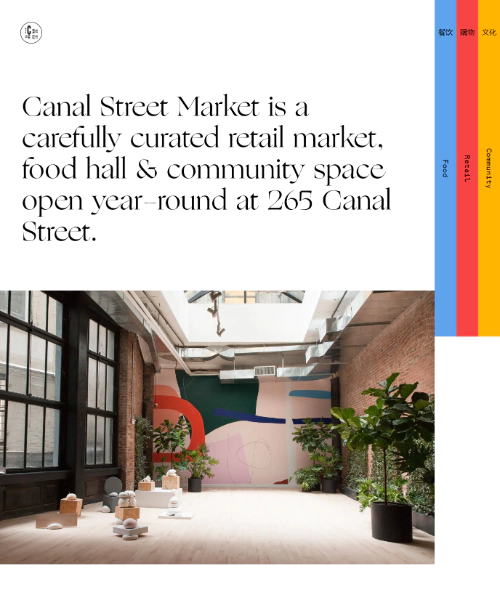 Canal Street Market is a
carefully curated retail market,
food hall & community space
open year-round at 265 Canal
Street.
餐饮 購物 文化
Food
Retail
Community